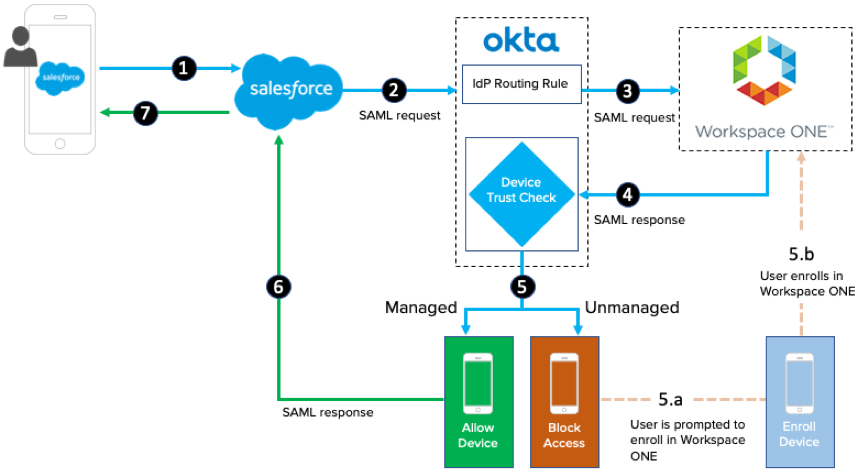 okta
salesforce
1
salesforce
2
IdP Routing Rule
3
SAML request
SAML request
Workspace ONE™
7
Device
Trust Check
4
SAML response
5.b
User enrolls in
Workspace ONE
6
5
Managed
Unmanaged
SAML response
Allow
Device
Block
Access
5.a
User is prompted to
enroll in Workspace
ONE
Enroll
Device